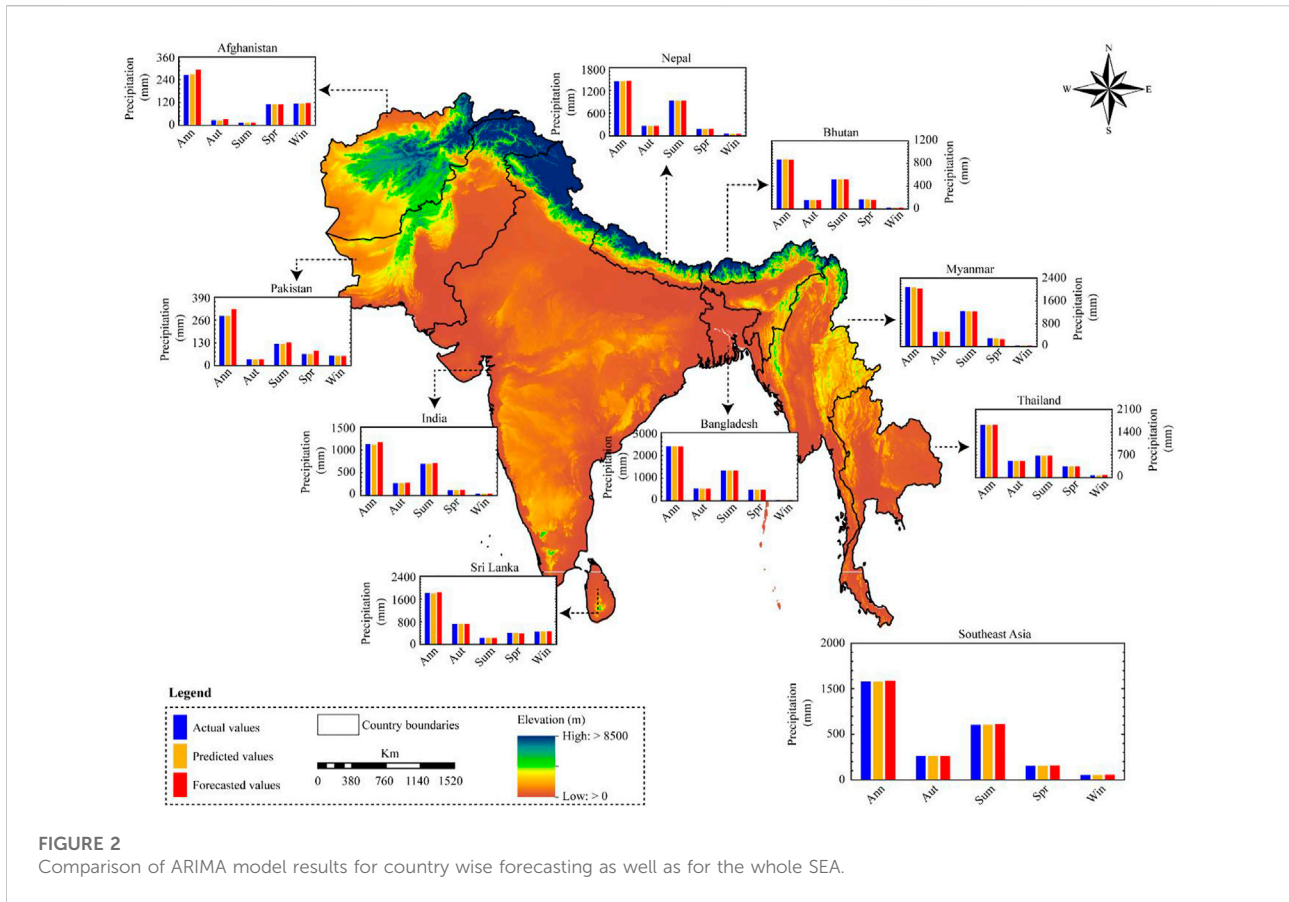 Afghanistan
Precipitation
(mm)
360
240
120
0
Ann Aut Sum Spr Win
Nepal
Precipitation
(mm)
1800
1200
600
0
Ann Aut Sum Spr Win
N
W E
S
Bhutan
1200
800
400
0
Precipitation
(mm)
Ann Aut Sum Spr Win
Pakistan
Precipitation
(mm)
390
260
130
0
Ann Aut Sum Spr Win
Myanmar
2400
1600
800
0
Precipitation
(mm)
Ann Aut Sum Spr Win
India
Precipitation
(mm)
1500
1000
500
0
Ann Aut Sum Spr Win
Bangladesh
Precipitation
(mm)
3000
2000
1000
0
Ann Aut Sum Spr Win
Thailand
2100
1400
700
0
Precipitation
(mm)
Ann Aut Sum Spr Win
Sri Lanka
Precipitation
(mm)
2400
1600
800
0
Ann Aut Sum Spr Win
Southeast Asia
Precipitation
(mm)
2000
1500
500
0
Ann Aut Sum Spr Win
Legend
Actual values
Predicted values
Forecasted values
Country boundaries
Km
0 380 760 1140 1520
Elevation (m)
High: > 8500
Low: > 0
FIGURE 2
Comparison of ARIMA model results for country wise forecasting as well as for the whole SEA.